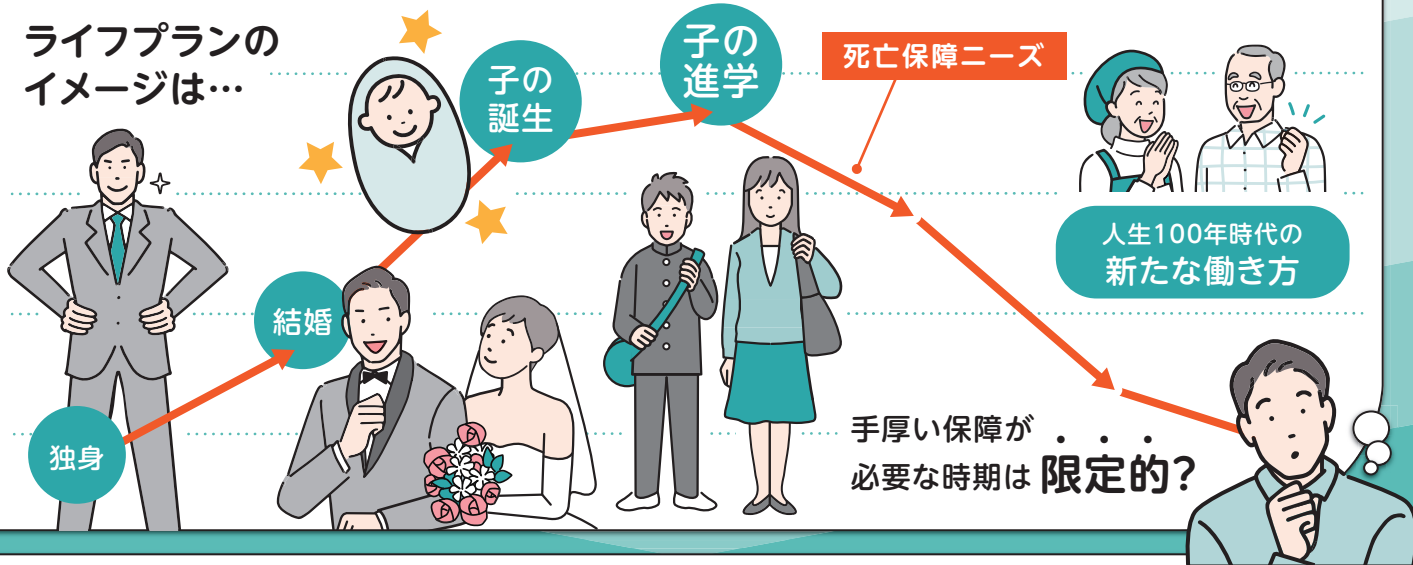 ライフプランの
イメージは…
子の
誕生
子の
進学
死亡保障ニーズ
結婚
独身
人生100年時代の
新たな働き方
手厚い保障が
必要な時期は 限定的?